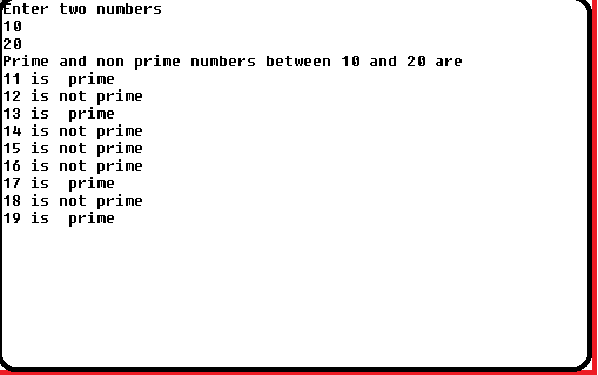 Enter two numbers
10
20
Prime and non prime numbers between 10 and 20 are
11 is  prime
12 is not prime
13 is  prime
14 is not prime
15 is not prime
16 is not prime
17 is  prime
18 is not prime
19 is  prime